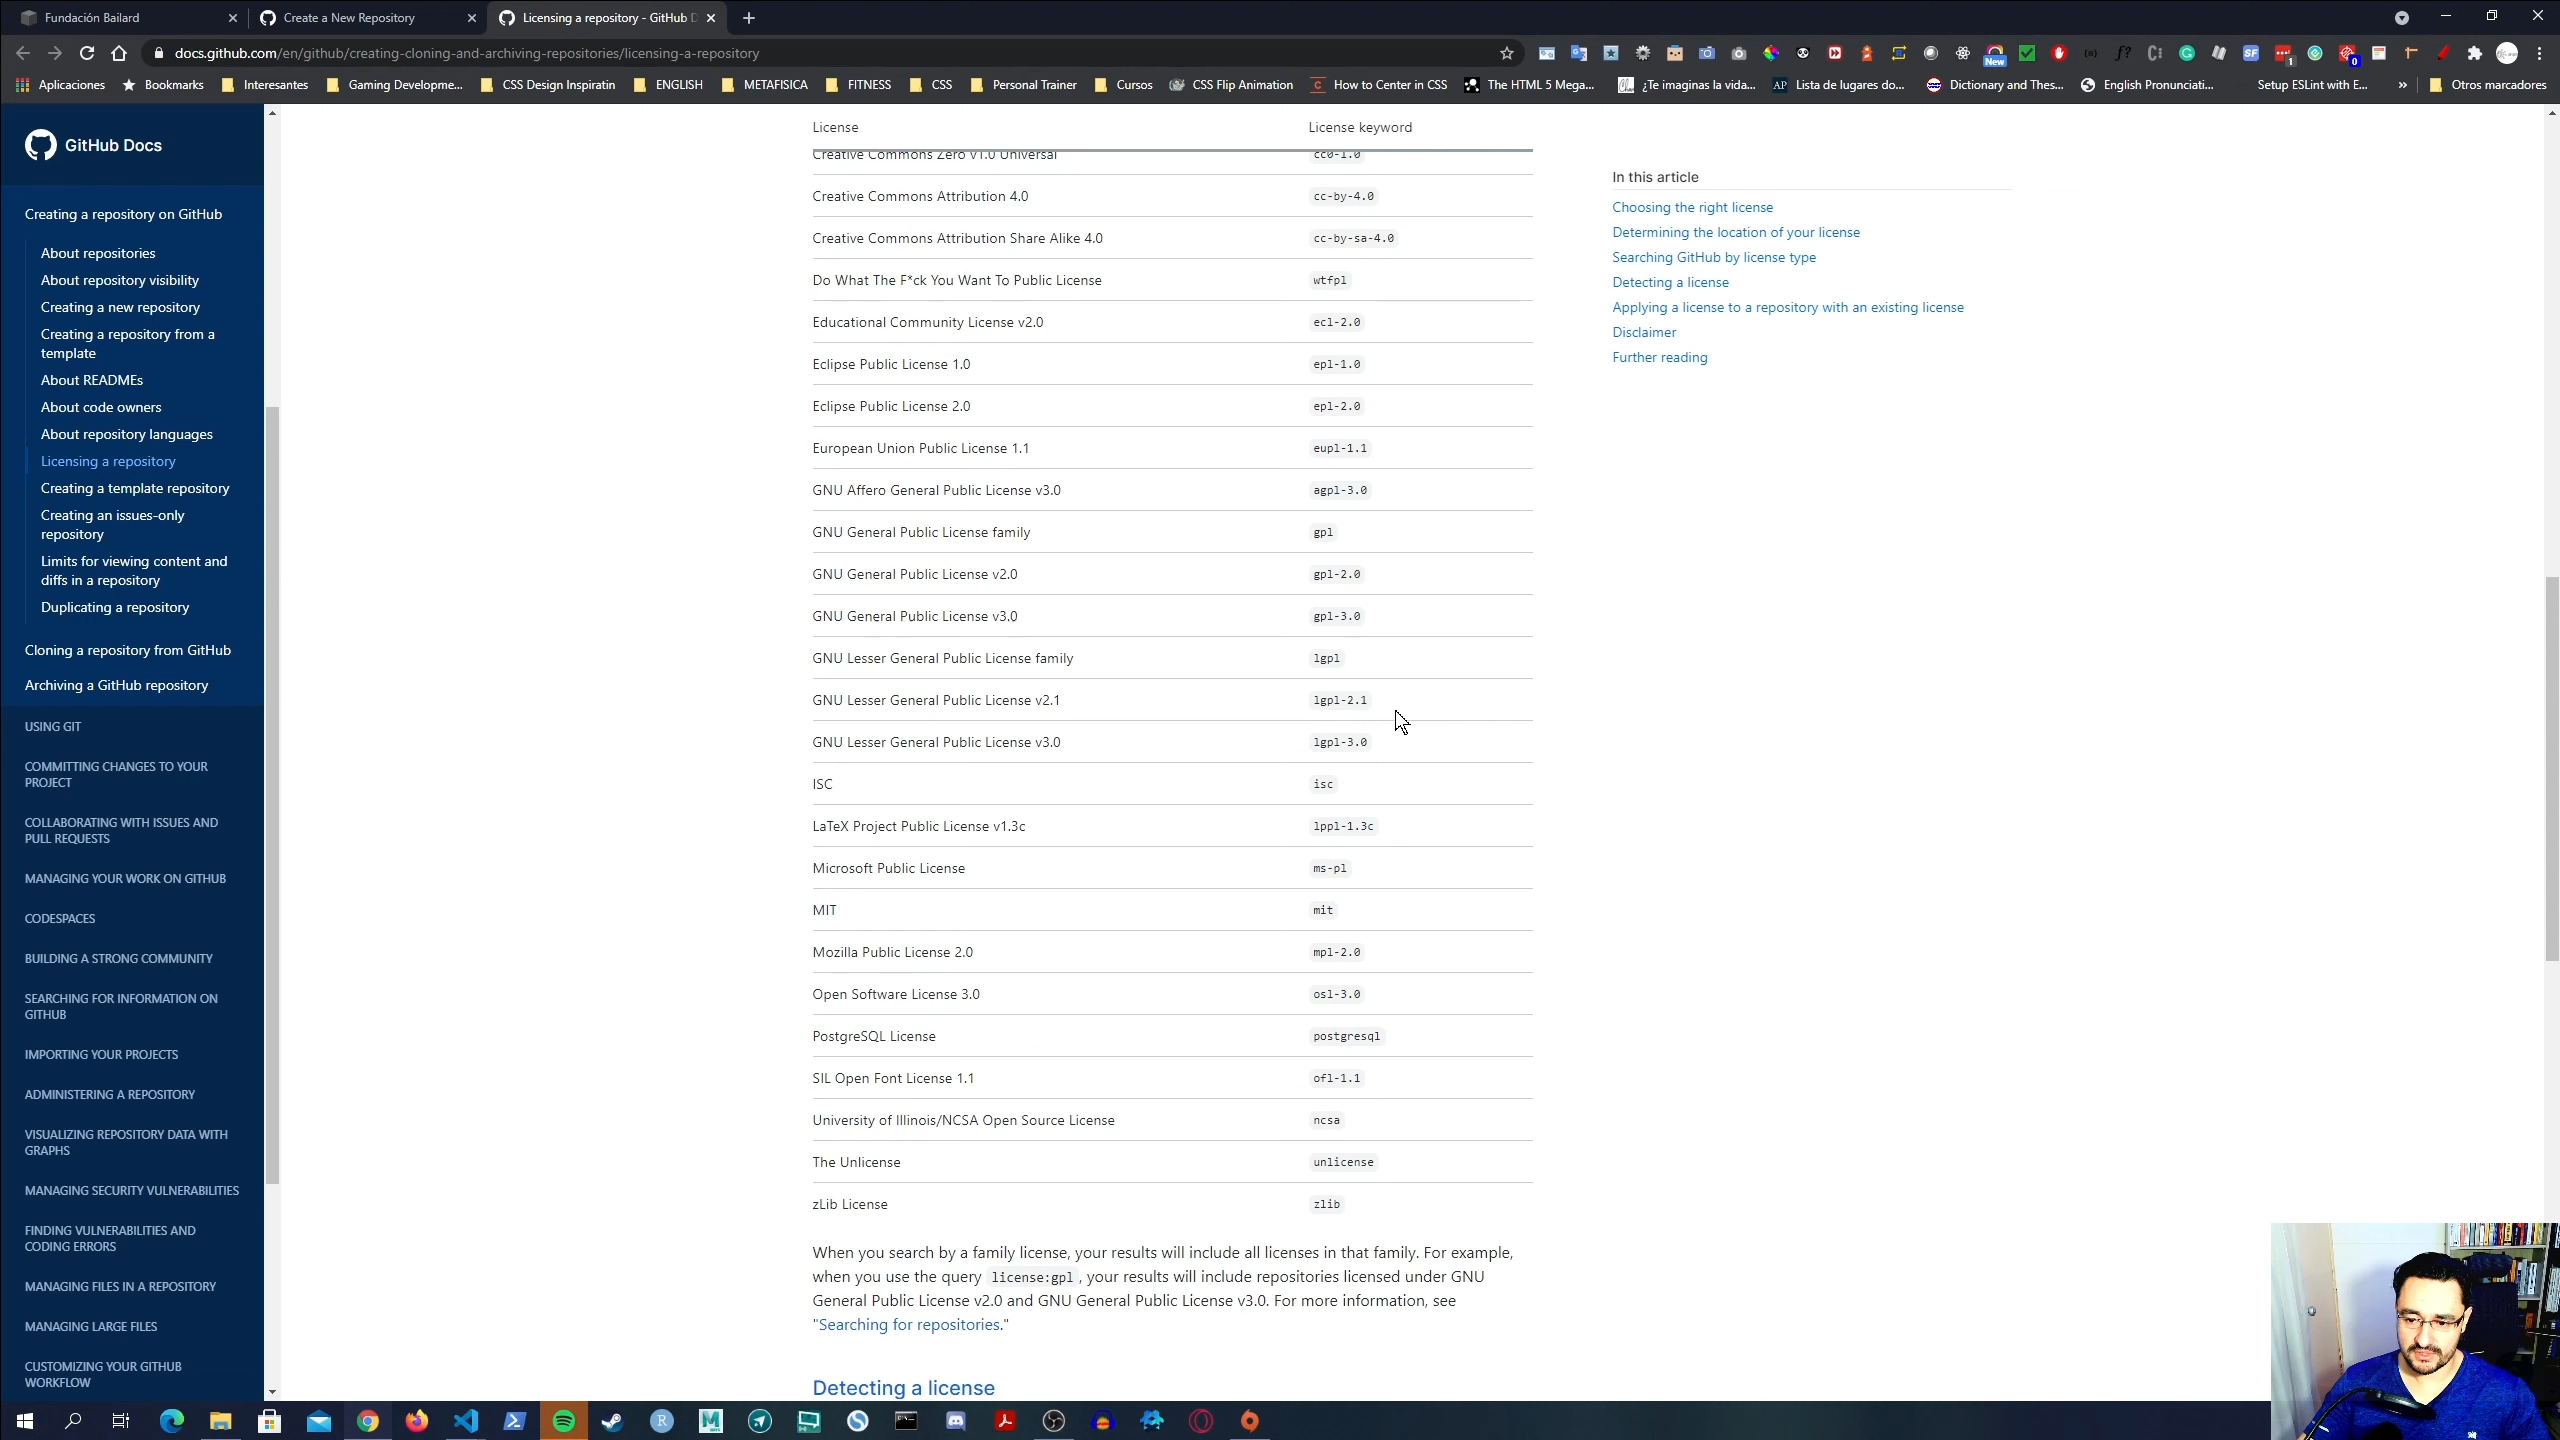 Fundación Bailard
Create a New Repository
Licensing a repository - GitHub D
docs.github.com/en/github/creating-cloning-and-archiving-repositories/licensing-a-repository
New
1
0
Aplicaciones
Bookmarks
Interesantes
Gaming Developme...
CSS Design Inspiratin
ENGLISH
METAFISICA
FITNESS
CSS
Personal Trainer
Cursos
CSS Flip Animation
How to Center in CSS
The HTML 5 Mega...
¿Te imaginas la vida...
Lista de lugares do...
Dictionary and Thes...
English Pronunciati...
Setup ESLint with E...
»
Otros marcadores
GitHub Docs
Creating a repository on GitHub
About repositories
About repository visibility
Creating a new repository
Creating a repository from a
template
About READMEs
About code owners
About repository languages
Licensing a repository
Creating a template repository
Creating an issues-only
repository
Limits for viewing content and
diffs in a repository
Duplicating a repository
Cloning a repository from GitHub
Archiving a GitHub repository
USING GIT
COMMITTING CHANGES TO YOUR
PROJECT
COLLABORATING WITH ISSUES AND
PULL REQUESTS
MANAGING YOUR WORK ON GITHUB
CODESPACES
BUILDING A STRONG COMMUNITY
SEARCHING FOR INFORMATION ON
GITHUB
IMPORTING YOUR PROJECTS
ADMINISTERING A REPOSITORY
VISUALIZING REPOSITORY DATA WITH
GRAPHS
MANAGING SECURITY VULNERABILITIES
FINDING VULNERABILITIES AND
CODING ERRORS
MANAGING FILES IN A REPOSITORY
MANAGING LARGE FILES
CUSTOMIZING YOUR GITHUB
WORKFLOW
License License keyword
Creative Commons Zero v1.0 Universal cc0-1.0
Creative Commons Attribution 4.0 cc-by-4.0
Creative Commons Attribution Share Alike 4.0 cc-by-sa-4.0
Do What The F*ck You Want To Public License wtfpl
Educational Community License v2.0 ecl-2.0
Eclipse Public License 1.0 epl-1.0
Eclipse Public License 2.0 epl-2.0
European Union Public License 1.1 eupl-1.1
GNU Affero General Public License v3.0 agpl-3.0
GNU General Public License family gpl
GNU General Public License v2.0 gpl-2.0
GNU General Public License v3.0 gpl-3.0
GNU Lesser General Public License family lgpl
GNU Lesser General Public License v2.1 lgpl-2.1
GNU Lesser General Public License v3.0 lgpl-3.0
ISC isc
LaTeX Project Public License v1.3c lppl-1.3c
Microsoft Public License ms-pl
MIT mit
Mozilla Public License 2.0 mpl-2.0
Open Software License 3.0 osl-3.0
PostgreSQL License postgresql
SIL Open Font License 1.1 ofl-1.1
University of Illinois/NCSA Open Source License ncsa
The Unlicense unlicense
zLib License zlib
When you search by a family license, your results will include all licenses in that family. For example,
when you use the query license:gpl, your results will include repositories licensed under GNU
General Public License v2.0 and GNU General Public License v3.0. For more information, see
"Searching for repositories."
Detecting a license
In this article
Choosing the right license
Determining the location of your license
Searching GitHub by license type
Detecting a license
Applying a license to a repository with an existing license
Disclaimer
Further reading